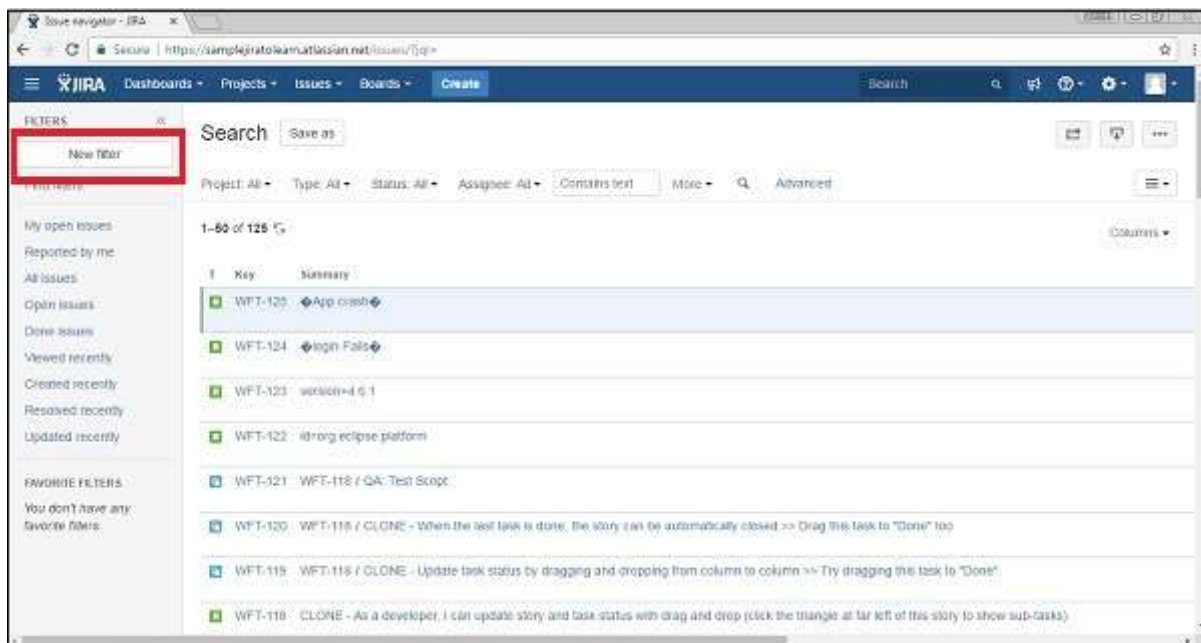 Issue navigator - JIRA
Secure | https://samplejiratolearn.atlassian.net/issues/?jql=
JIRA Dashboards Projects Issues Boards Create Search
FILTERS
New filter
Find filters
My open issues
Reported by me
All issues
Open issues
Done issues
Viewed recently
Created recently
Resolved recently
Updated recently
FAVORITE FILTERS
You don't have any
favorite filters
Search Save as
Project: All Type: All Status: All Assignee: All Contains text More Advanced
1–50 of 125
Columns
T Key Summary
WFT-125 �App crash�
WFT-124 �login Fails�
WFT-123 version=4.6.1
WFT-122 id=org.eclipse.platform
WFT-121 WFT-118 / QA: Test Script
WFT-120 WFT-118 / CLONE - When the last task is done, the story can be automatically closed >> Drag this task to "Done" too
WFT-119 WFT-118 / CLONE - Update task status by dragging and dropping from column to column >> Try dragging this task to "Done"
WFT-118 CLONE - As a developer, I can update story and task status with drag and drop (click the triangle at far left of this story to show sub-tasks)